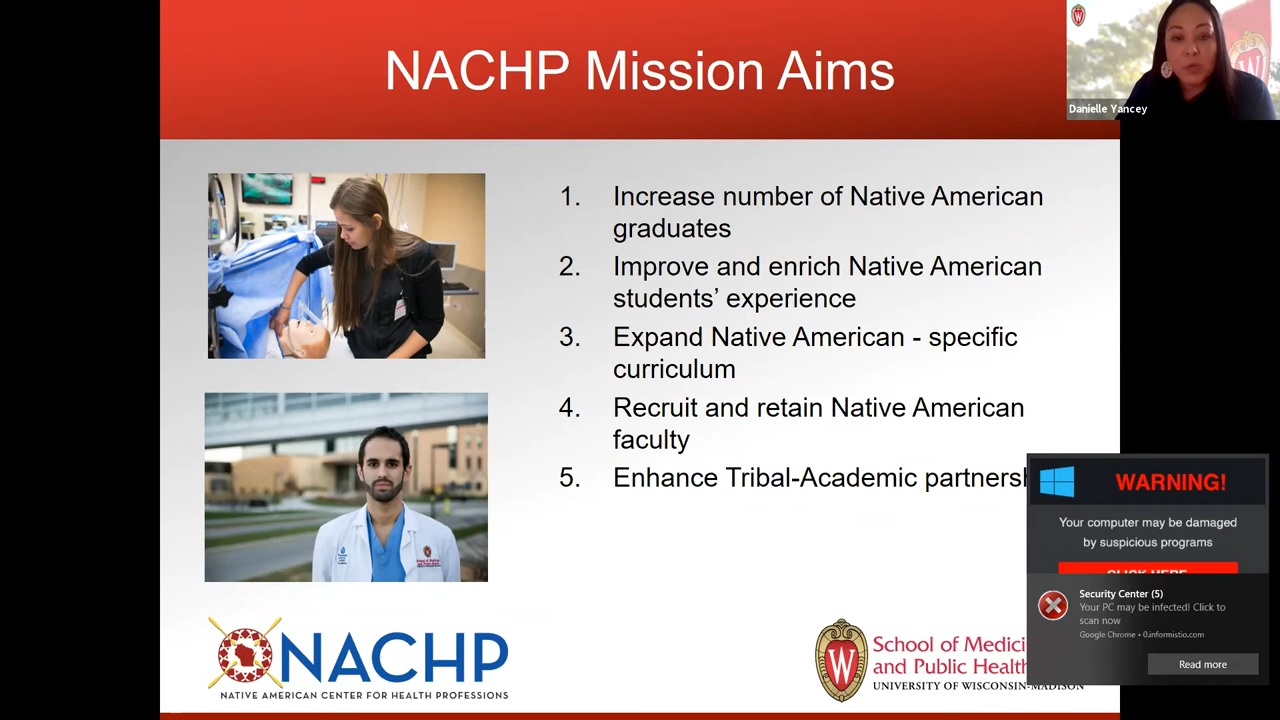 NACHP Mission Aims
Danielle Yancey
1. Increase number of Native American
graduates
2. Improve and enrich Native American
students’ experience
3. Expand Native American - specific
curriculum
4. Recruit and retain Native American
faculty
5. Enhance Tribal-Academic
WARNING!
Your computer may be damaged
by suspicious programs
CLICK HERE
Security Center (5)
Your PC may be infected! Click to
scan now
Google Chrome • 0.informistio.com
Read more
NACHP
NATIVE AMERICAN CENTER FOR HEALTH PROFESSIONS
W
School of
and Public Health
UNIVERSITY OF WISCONSIN-MADISON